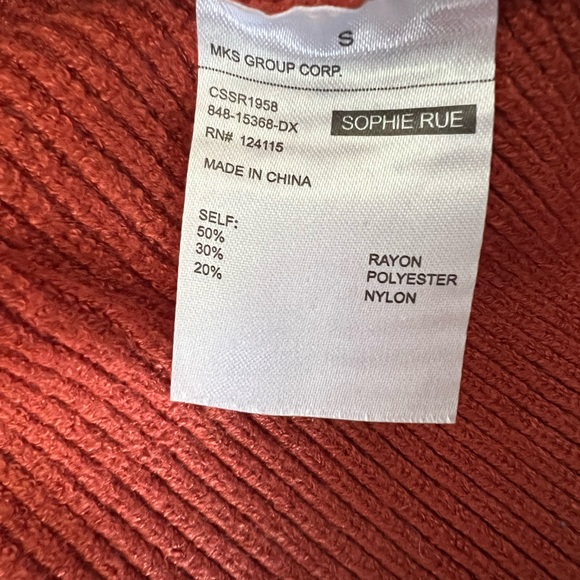 S
MKS GROUP CORP.
CSSR1958
848-15368-DX
SOPHIE RUE
RN# 124115
MADE IN CHINA
SELF:
50% RAYON
30% POLYESTER
20% NYLON